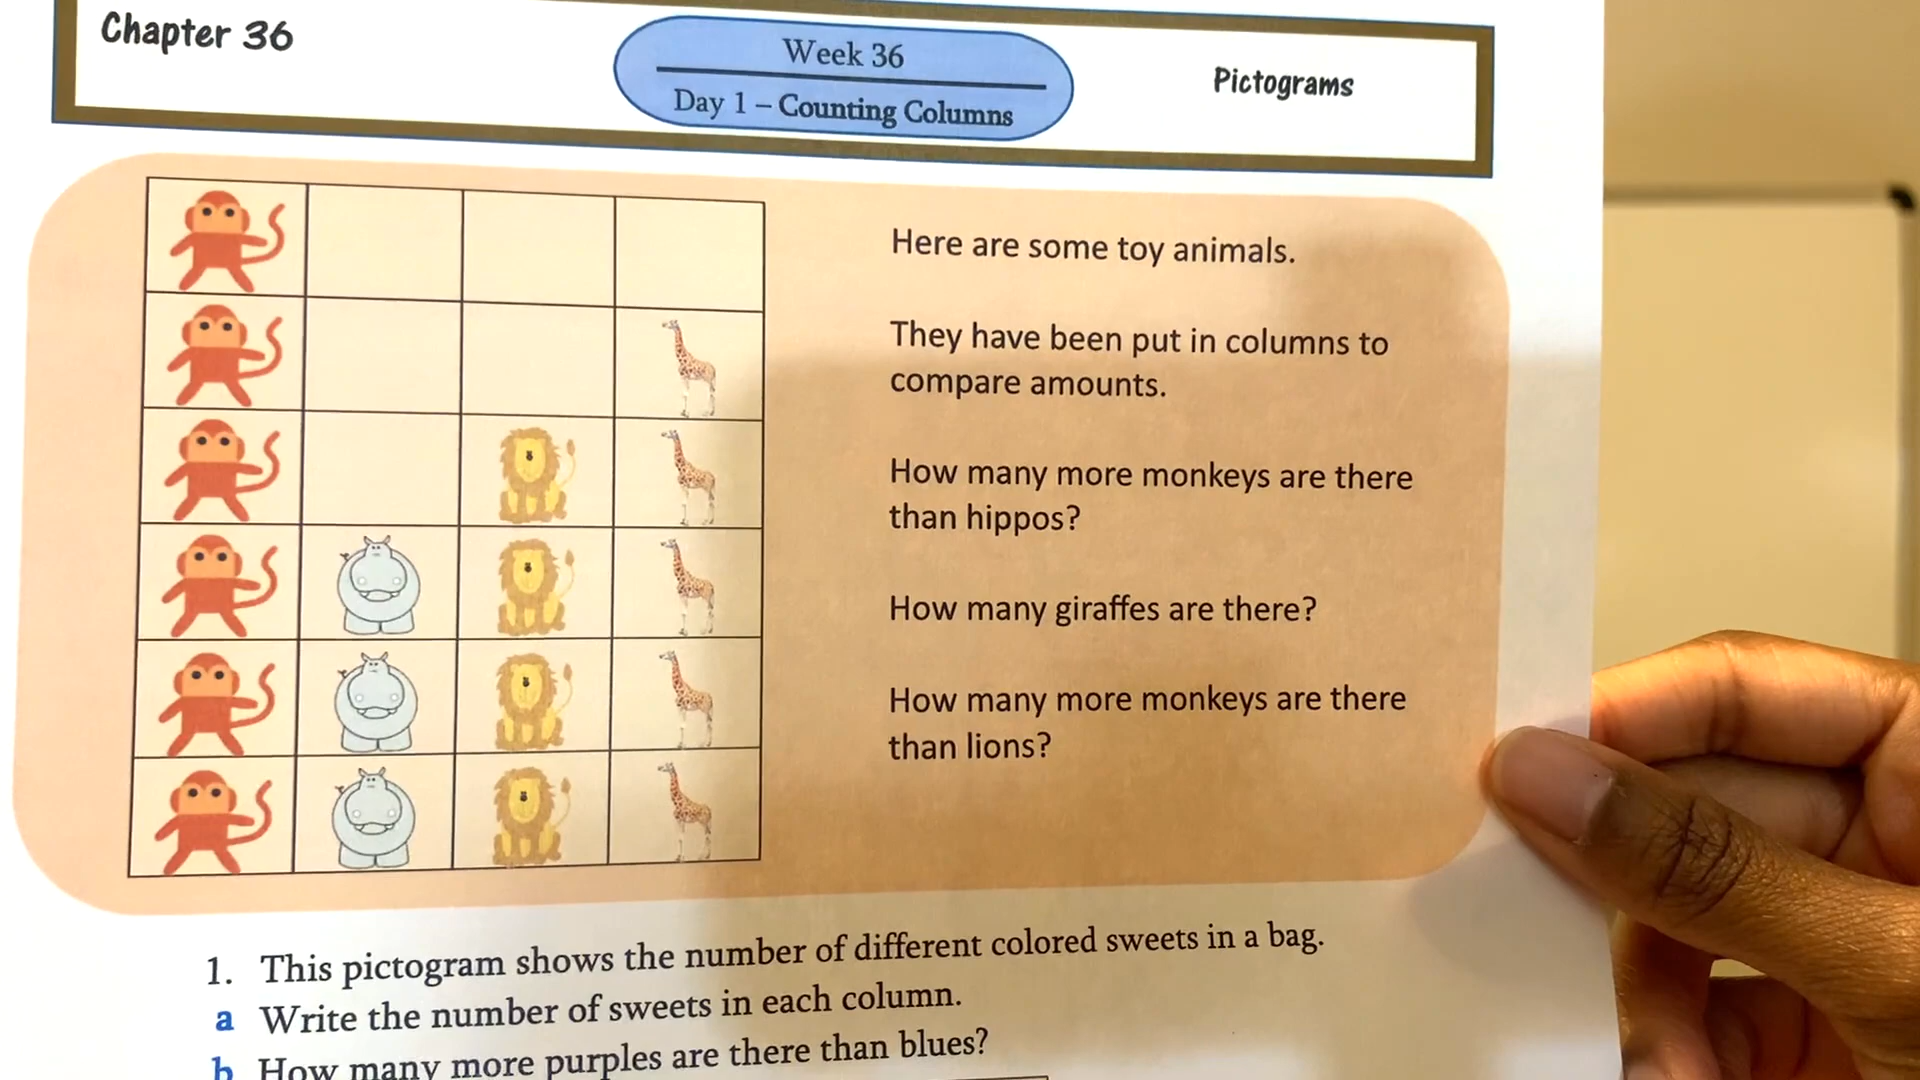 Chapter 36
Week 36
Day 1 – Counting Columns
Pictograms
Here are some toy animals.
They have been put in columns to
compare amounts.
How many more monkeys are there
than hippos?
How many giraffes are there?
How many more monkeys are there
than lions?
1. This pictogram shows the number of different colored sweets in a bag.
a Write the number of sweets in each column.
b How many more purples are there than blues?